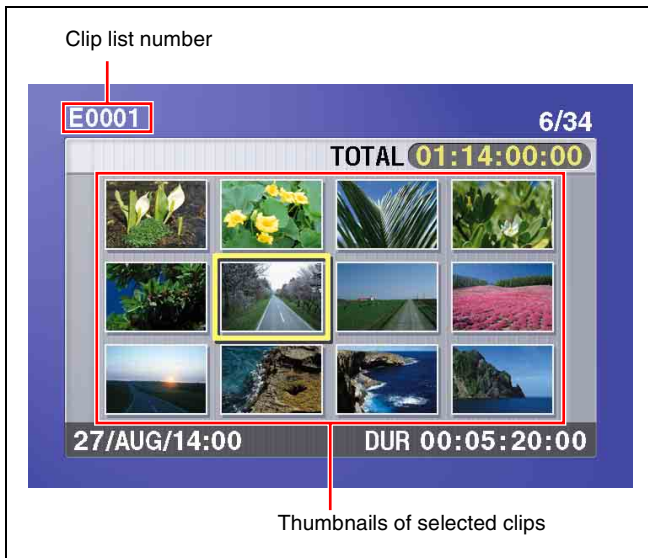 Clip list number
E0001 6/34
TOTAL 01:14:00:00
27/AUG/14:00 DUR 00:05:20:00
Thumbnails of selected clips